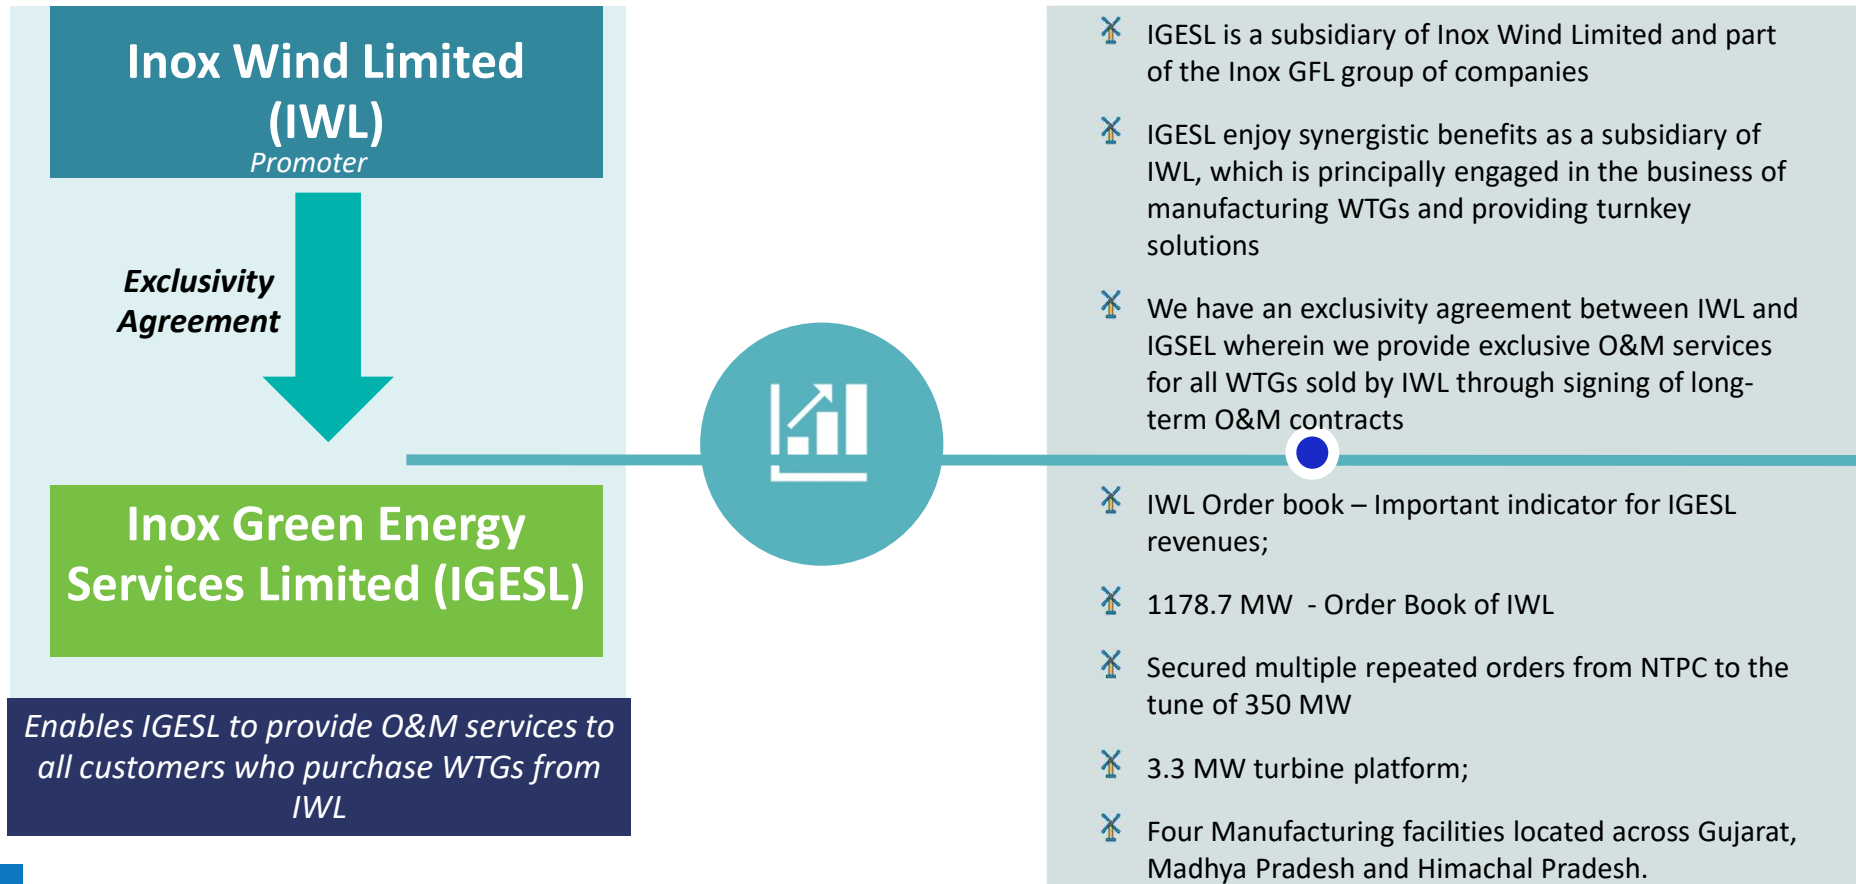 Inox Wind Limited
(IWL)
Promoter
Exclusivity
Agreement
Inox Green Energy
Services Limited (IGESL)
Enables IGESL to provide O&M services to
all customers who purchase WTGs from
IWL
IGESL is a subsidiary of Inox Wind Limited and part
of the Inox GFL group of companies
IGESL enjoy synergistic benefits as a subsidiary of
IWL, which is principally engaged in the business of
manufacturing WTGs and providing turnkey
solutions
We have an exclusivity agreement between IWL and
IGSEL wherein we provide exclusive O&M services
for all WTGs sold by IWL through signing of long-
term O&M contracts
IWL Order book – Important indicator for IGESL
revenues;
1178.7 MW - Order Book of IWL
Secured multiple repeated orders from NTPC to the
tune of 350 MW
3.3 MW turbine platform;
Four Manufacturing facilities located across Gujarat,
Madhya Pradesh and Himachal Pradesh.